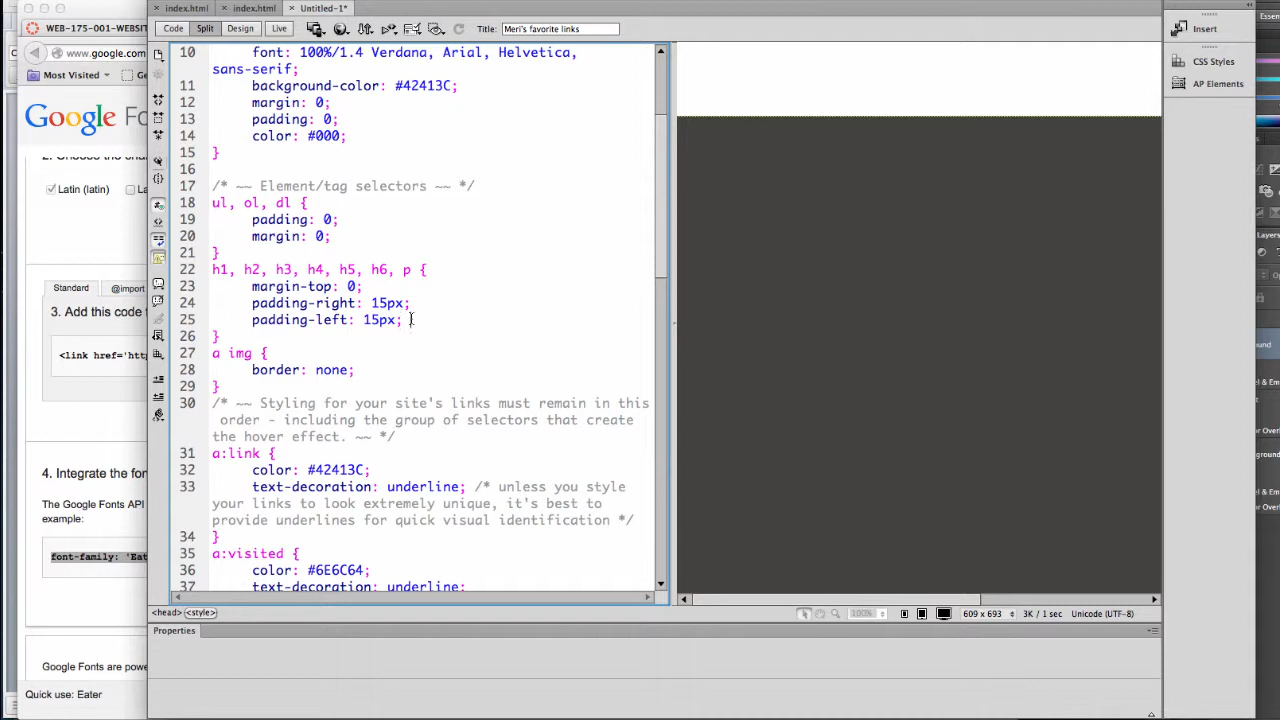 index.html
index.html
Untitled-1*
WEB-175-001-WEBSIT
Code
Split
Design
Live
Title:
Meri's favorite links
www.google.com
Most Visited
Google Fo
Latin (latin)
Standard
@import
3. Add this code
<link href='http
4. Integrate the for
The Google Fonts API
example:
font-family: 'Eat
Google Fonts are powe
Quick use: Eater
10 font: 100%/1.4 Verdana, Arial, Helvetica,
sans-serif;
11 background-color: #42413C;
12 margin: 0;
13 padding: 0;
14 color: #000;
15 }
16
17 /* ~~ Element/tag selectors ~~ */
18 ul, ol, dl {
19 padding: 0;
20 margin: 0;
21 }
22 h1, h2, h3, h4, h5, h6, p {
23 margin-top: 0;
24 padding-right: 15px;
25 padding-left: 15px;
26 }
27 a img {
28 border: none;
29 }
30 /* ~~ Styling for your site's links must remain in this
order - including the group of selectors that create
the hover effect. ~~ */
31 a:link {
32 color: #42413C;
33 text-decoration: underline; /* unless you style
your links to look extremely unique, it's best to
provide underlines for quick visual identification */
34 }
35 a:visited {
36 color: #6E6C64;
37 text-decoration: underline;
<head> <style>
100%
609 x 693
3K / 1 sec
Unicode (UTF-8)
Properties
Insert
CSS Styles
AP Elements
Essen
Layers